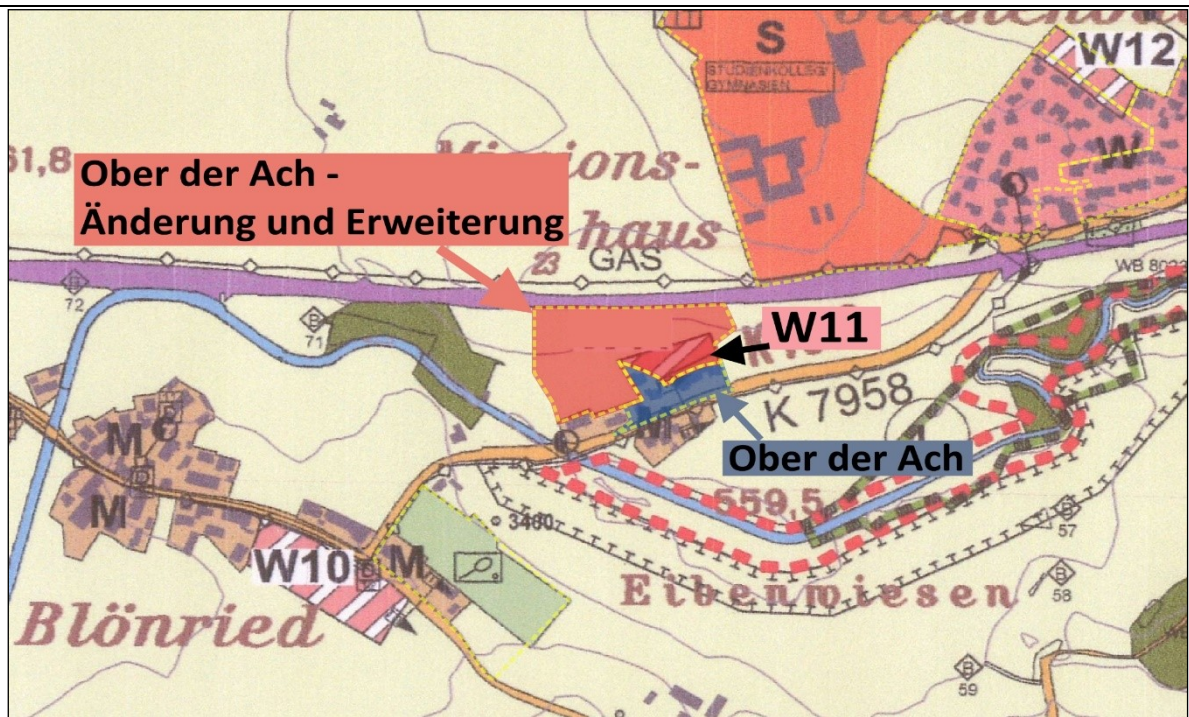 S
STUDIENKOLLEG/
GYMNASIEN
W12
W
61,8
Missions-
haus
Ober der Ach -
Änderung und Erweiterung
23
GAS
B
72
B
71
W11
K 7958
Ober der Ach
M
M
M
M
559,5
3480
W10
Blönried
Eibenwiesen
B
57
B
58
B
59